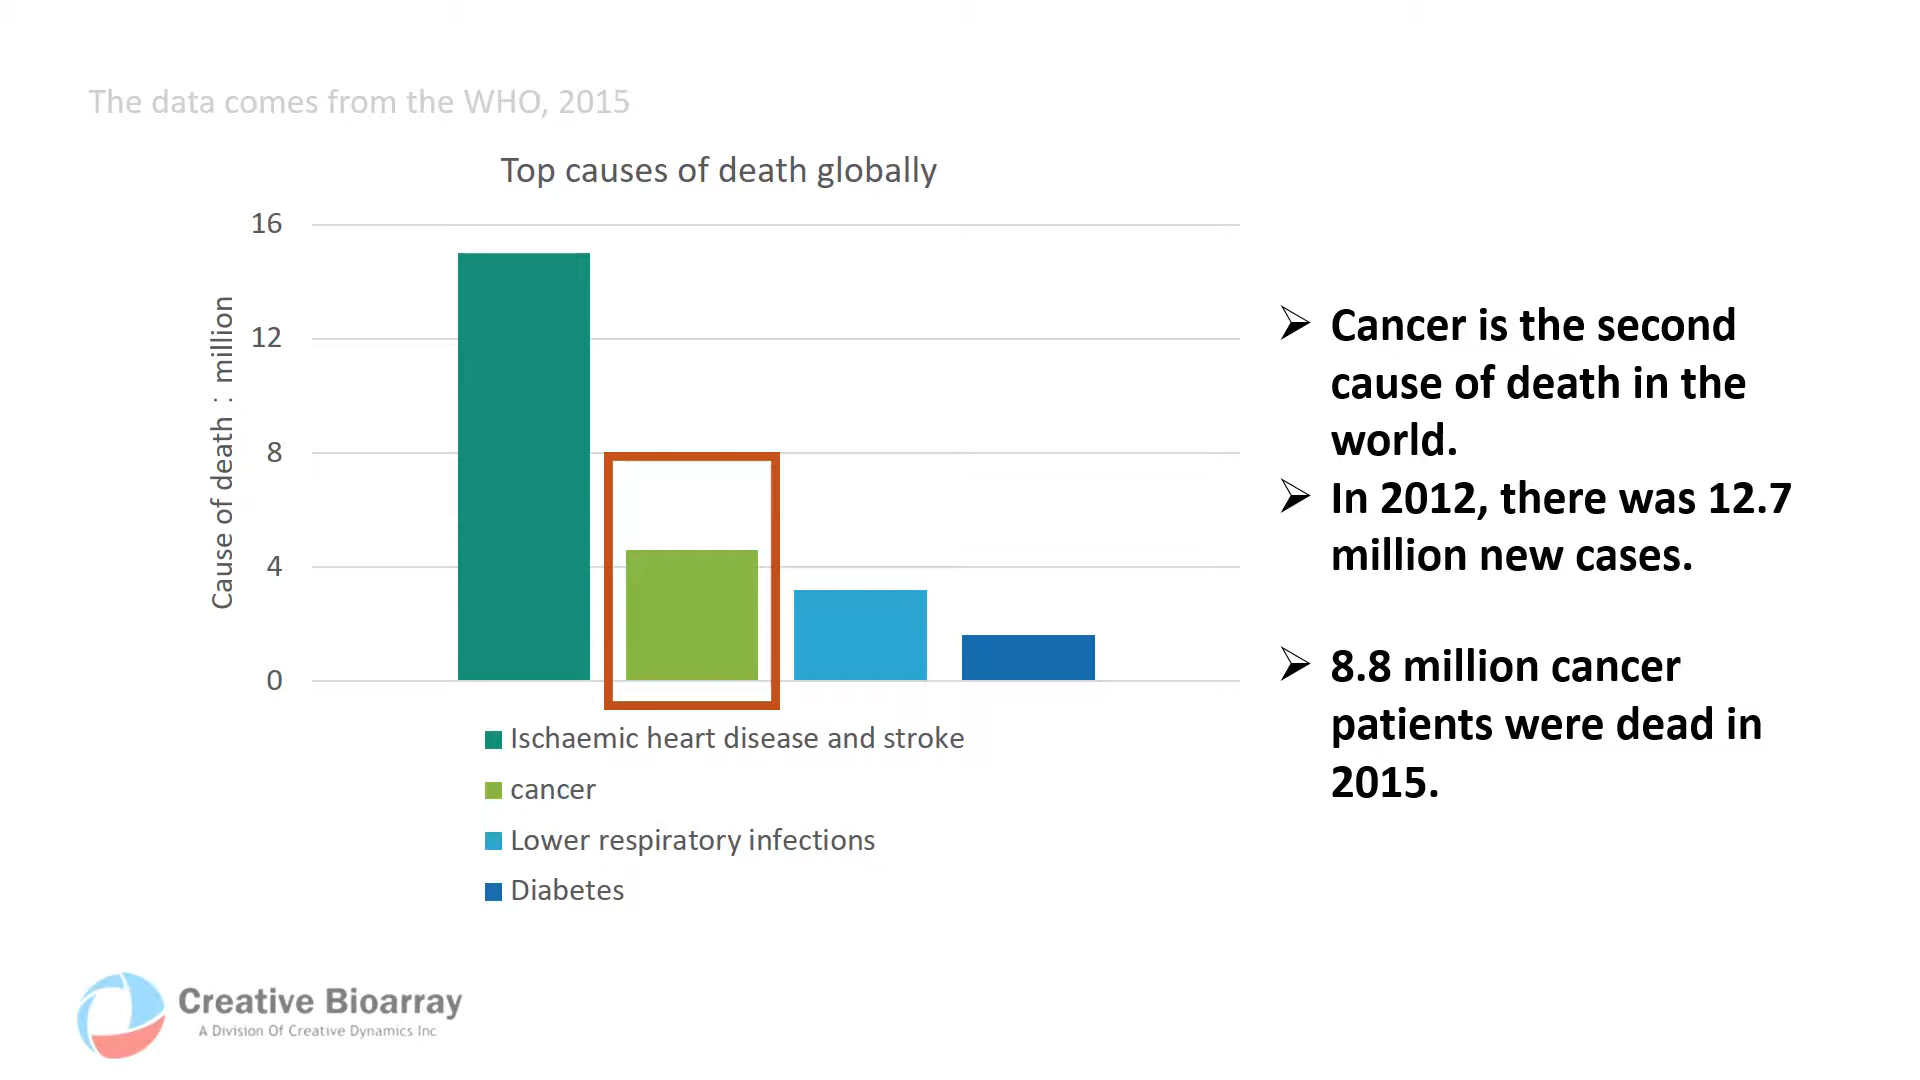 The data comes from the WHO, 2015
Top causes of death globally
16
12
8
4
0
Cause of death：million
Ischaemic heart disease and stroke
cancer
Lower respiratory infections
Diabetes
➢ Cancer is the second
cause of death in the
world.
➢ In 2012, there was 12.7
million new cases.
➢ 8.8 million cancer
patients were dead in
2015.
Creative Bioarray
A Division Of Creative Dynamics Inc